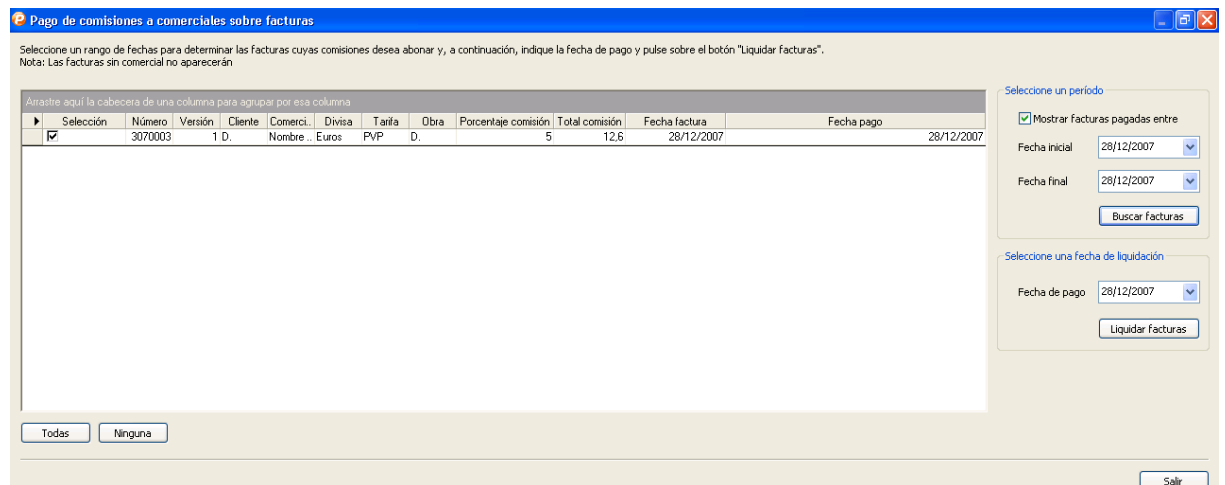 Pago de comisiones a comerciales sobre facturas
Seleccione un rango de fechas para determinar las facturas cuyas comisiones desea abonar y, a continuación, indique la fecha de pago y pulse sobre el botón "Liquidar facturas".
Nota: Las facturas sin comercial no aparecerán
Arrastre aquí la cabecera de una columna para agrupar por esa columna
Selección Número Versión Cliente Comerci.. Divisa Tarifa Obra Porcentaje comisión Total comisión Fecha factura Fecha pago
3070003 1 D. Nombre .. Euros PVP D. 5 12,6 28/12/2007 28/12/2007
Seleccione un período
Mostrar facturas pagadas entre
Fecha inicial 28/12/2007
Fecha final 28/12/2007
Buscar facturas
Seleccione una fecha de liquidación
Fecha de pago 28/12/2007
Liquidar facturas
Todas Ninguna
Salir